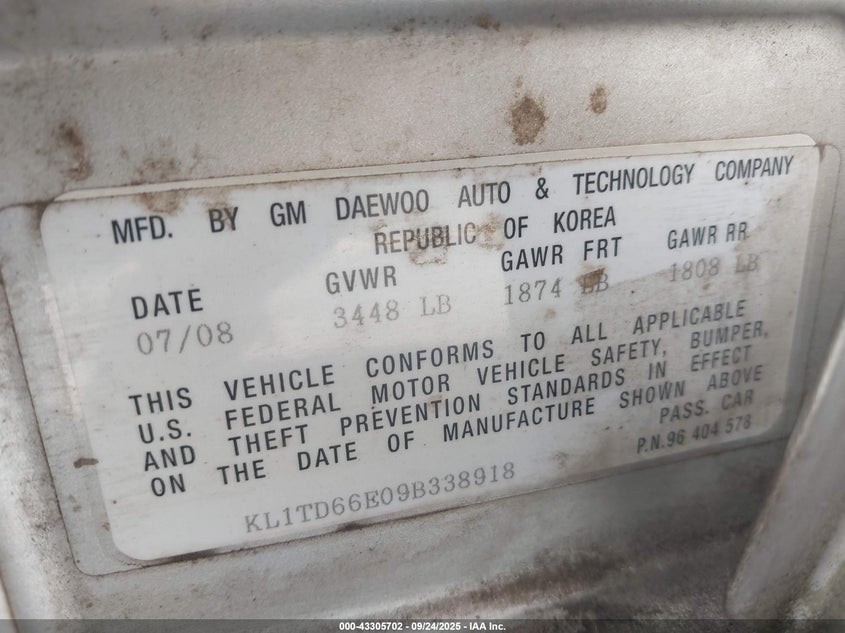 MFD. BY GM DAEWOO AUTO & TECHNOLOGY COMPANY
REPUBLIC OF KOREA
DATE GVWR GAWR FRT GAWR RR
07/08 3448 LB 1874 LB 1808 LB
THIS VEHICLE CONFORMS TO ALL APPLICABLE
U.S. FEDERAL MOTOR VEHICLE SAFETY, BUMPER,
AND THEFT PREVENTION STANDARDS IN EFFECT
ON THE DATE OF MANUFACTURE SHOWN ABOVE
PASS. CAR
KL1TD66E09B338918 P.N.96 404 578
000-43305702 - 09/24/2025 - IAA Inc.